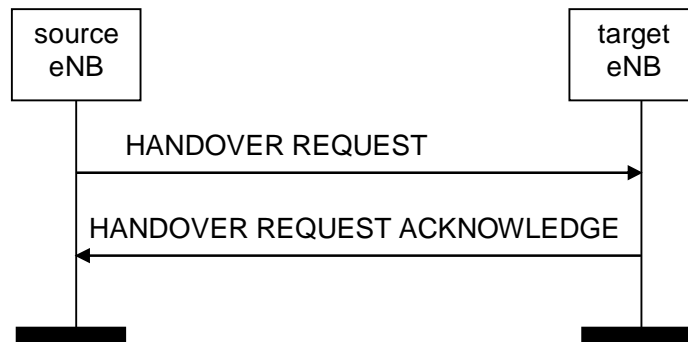 source
eNB
target
eNB
HANDOVER REQUEST
HANDOVER REQUEST ACKNOWLEDGE